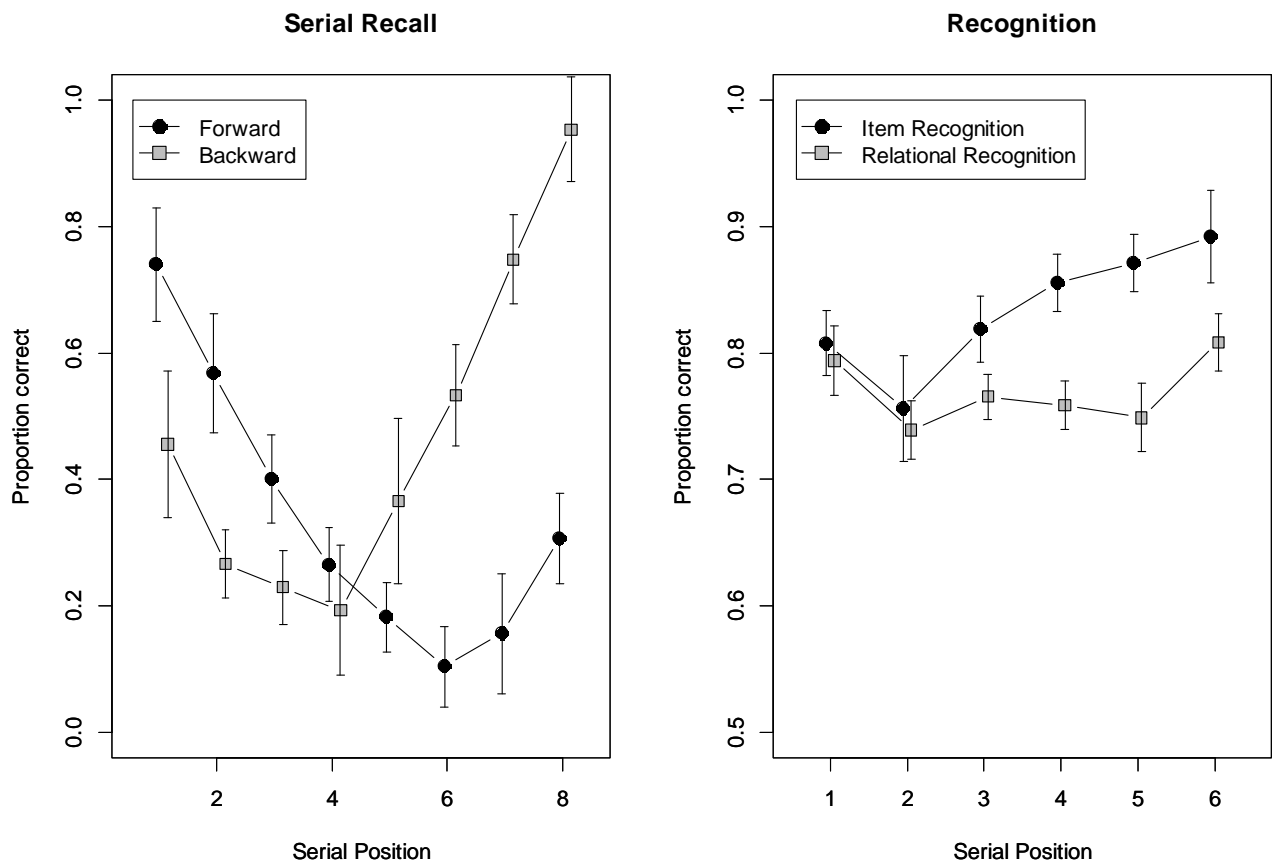 Serial Recall
Proportion correct
1.0
0.8
0.6
0.4
0.2
0.0
Forward
Backward
2 4 6 8
Serial Position
Recognition
Proportion correct
1.0
0.9
0.8
0.7
0.6
0.5
Item Recognition
Relational Recognition
1 2 3 4 5 6
Serial Position